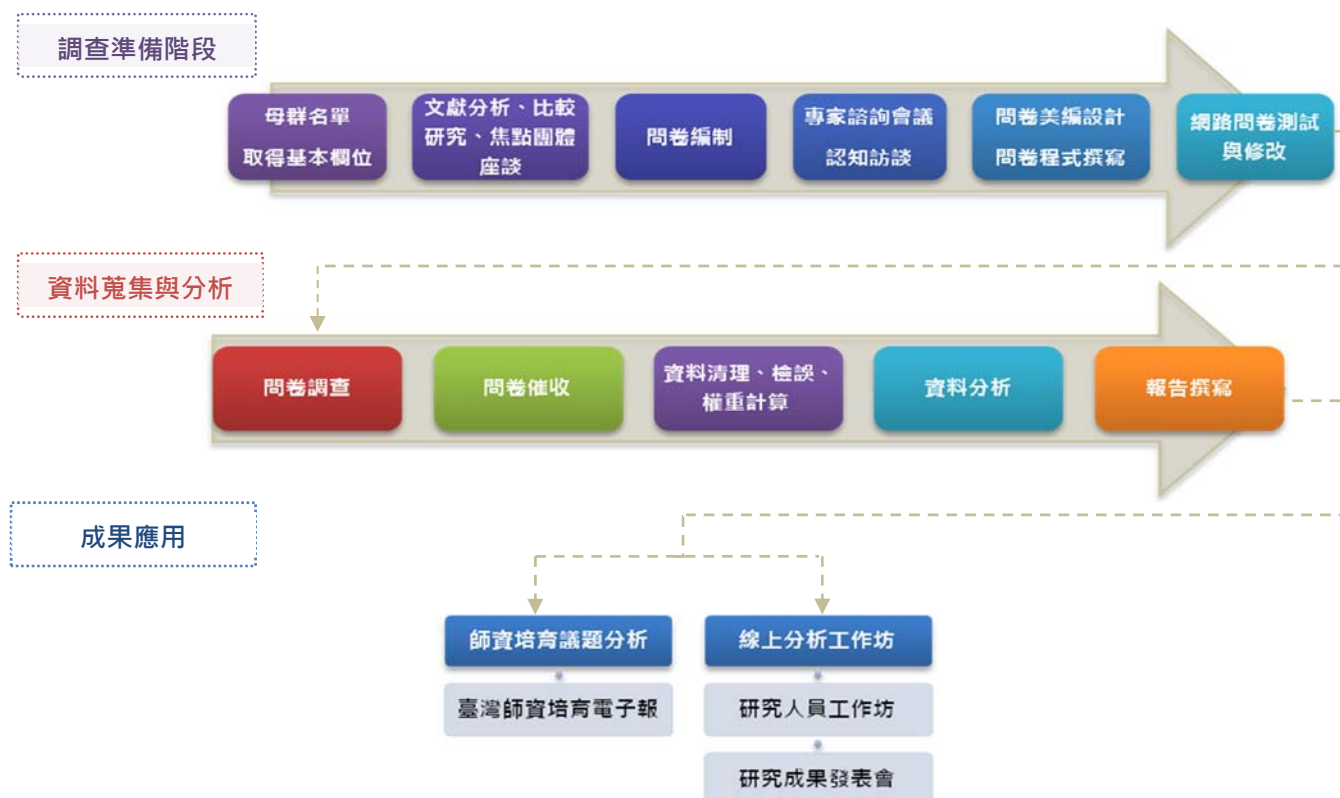 調查準備階段
母群名單
取得基本欄位
文獻分析、比較
研究、焦點團體
座談
問卷編制
專家諮詢會議
認知訪談
問卷美編設計
問卷程式撰寫
網路問卷測試
與修改
資料蒐集與分析
問卷調查
問卷催收
資料清理、檢誤、
權重計算
資料分析
報告撰寫
成果應用
師資培育議題分析
臺灣師資培育電子報
線上分析工作坊
研究人員工作坊
研究成果發表會